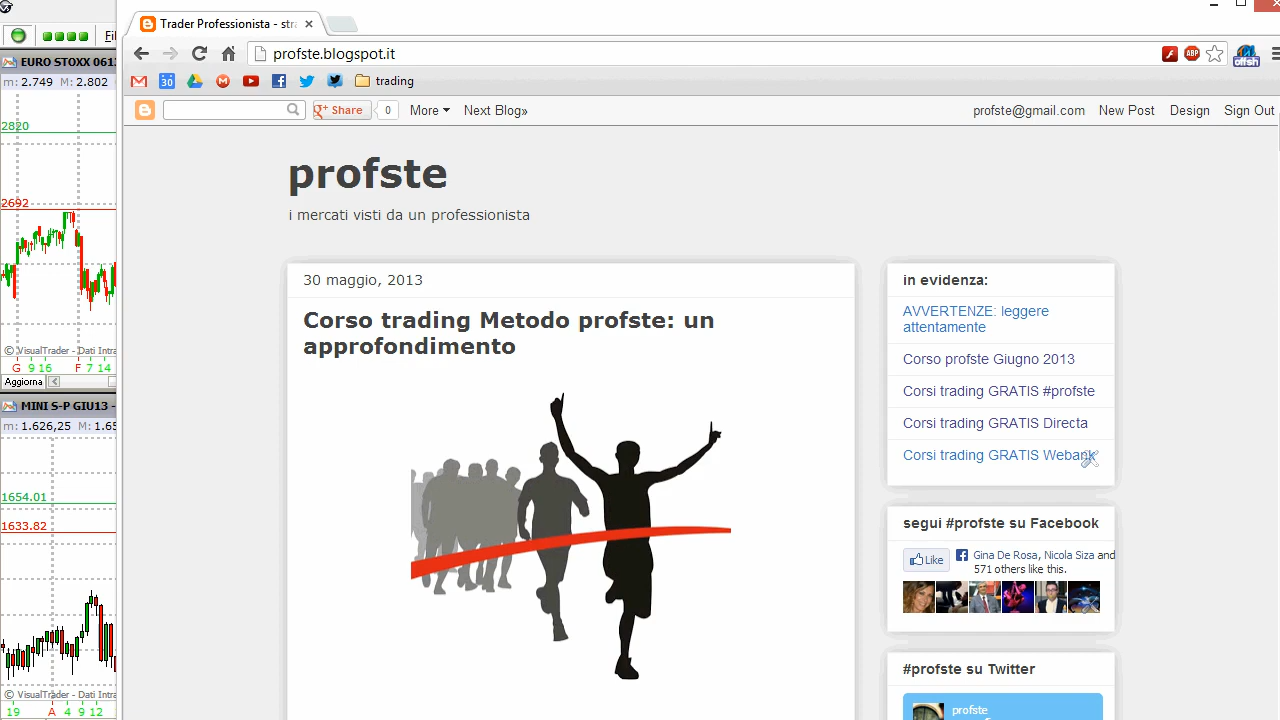 Trader Professionista - stra
Fil
profste.blogspot.it
ABP
30
trading
EURO STOXX 061
m: 2.749 M: 2.802
Share
0
More
Next Blog»
profste@gmail.com
New Post
Design
Sign Out
2820
2692
© VisualTrader - Dati Intra
G 9 16 F 7 14
Aggiorna
MINI S-P GIU13 -
m: 1.626,25 M: 1.65
1654.01
1633.82
© VisualTrader - Dati Intra
19 A 4 9 12
profste
i mercati visti da un professionista
30 maggio, 2013
Corso trading Metodo profste: un
approfondimento
in evidenza:
AVVERTENZE: leggere
attentamente
Corso profste Giugno 2013
Corsi trading GRATIS #profste
Corsi trading GRATIS Directa
Corsi trading GRATIS Webank
segui #profste su Facebook
Like
Gina De Rosa, Nicola Siza and
571 others like this.
#profste su Twitter
profste